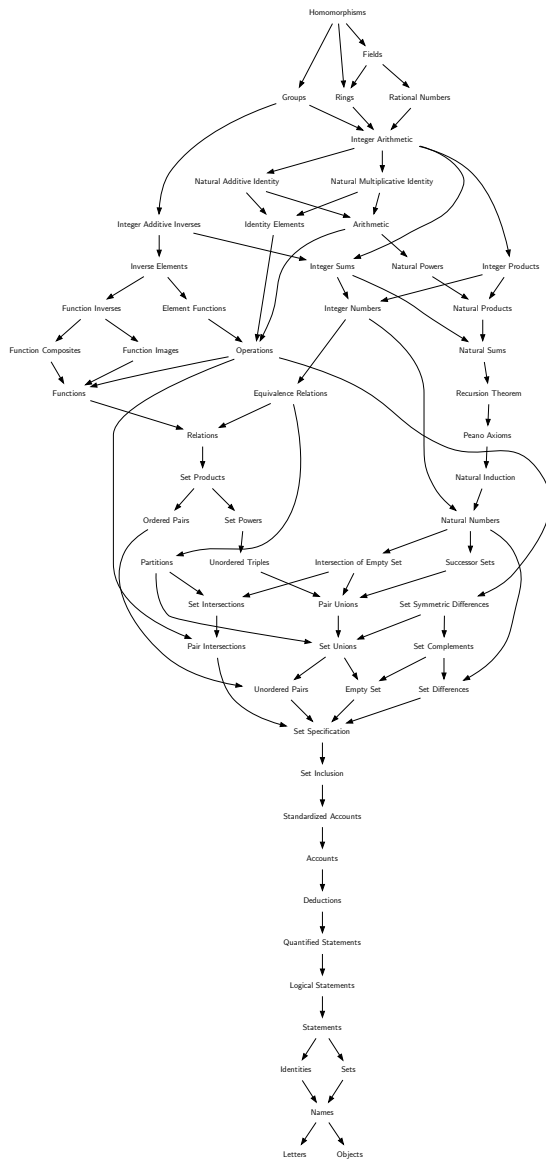 Homomorphisms
Fields
Groups
Rings
Rational Numbers
Integer Arithmetic
Natural Additive Identity
Natural Multiplicative Identity
Integer Additive Inverses
Identity Elements
Arithmetic
Inverse Elements
Integer Sums
Natural Powers
Integer Products
Function Inverses
Element Functions
Integer Numbers
Natural Products
Function Composites
Function Images
Operations
Natural Sums
Functions
Equivalence Relations
Recursion Theorem
Relations
Peano Axioms
Set Products
Natural Induction
Ordered Pairs
Set Powers
Natural Numbers
Partitions
Unordered Triples
Intersection of Empty Set
Successor Sets
Set Intersections
Pair Unions
Set Symmetric Differences
Pair Intersections
Set Unions
Set Complements
Unordered Pairs
Empty Set
Set Differences
Set Specification
Set Inclusion
Standardized Accounts
Accounts
Deductions
Quantified Statements
Logical Statements
Statements
Identities
Sets
Names
Letters
Objects